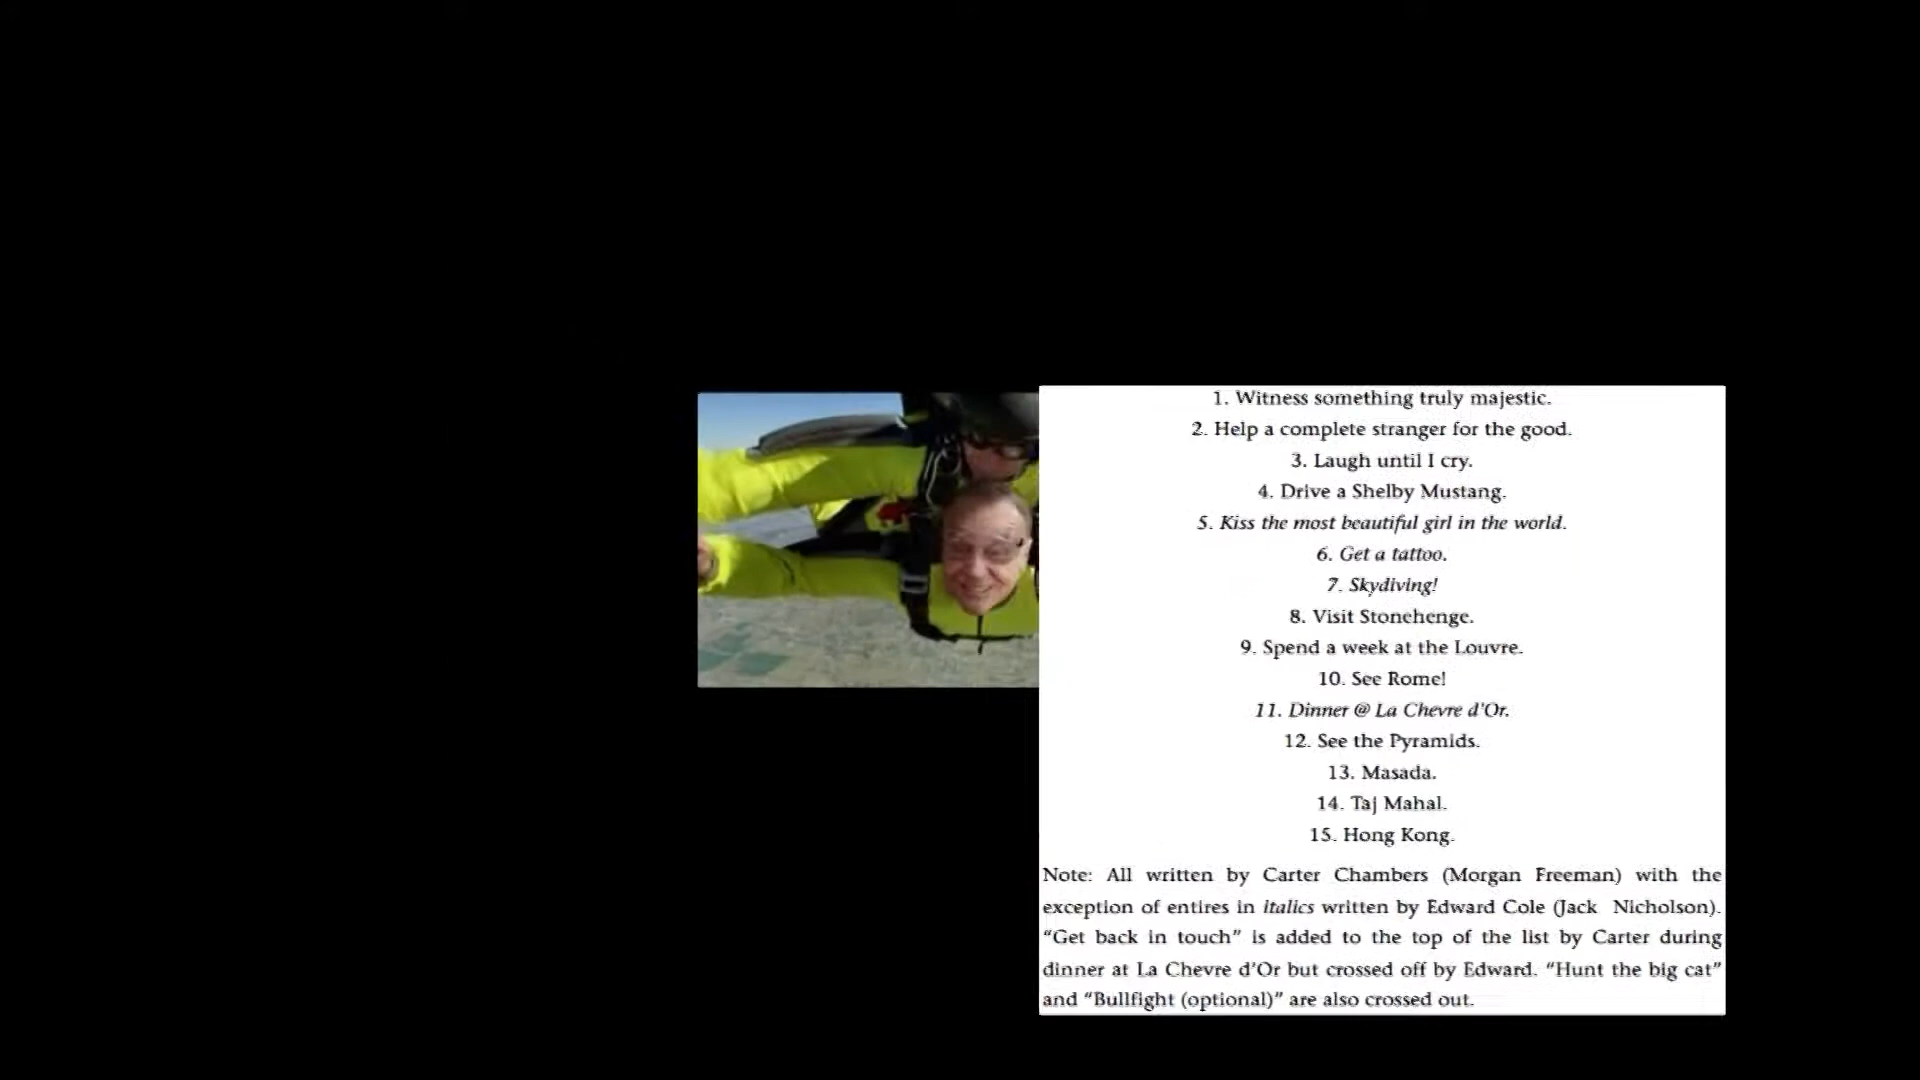 1. Witness something truly majestic.
2. Help a complete stranger for the good.
3. Laugh until I cry.
4. Drive a Shelby Mustang.
5. Kiss the most beautiful girl in the world.
6. Get a tattoo.
7. Skydiving!
8. Visit Stonehenge.
9. Spend a week at the Louvre.
10. See Rome!
11. Dinner @ La Chevre d'Or.
12. See the Pyramids.
13. Masada.
14. Taj Mahal.
15. Hong Kong.
Note: All written by Carter Chambers (Morgan Freeman) with the
exception of entires in italics written by Edward Cole (Jack Nicholson).
“Get back in touch” is added to the top of the list by Carter during
dinner at La Chevre d'Or but crossed off by Edward. “Hunt the big cat”
and “Bullfight (optional)” are also crossed out.